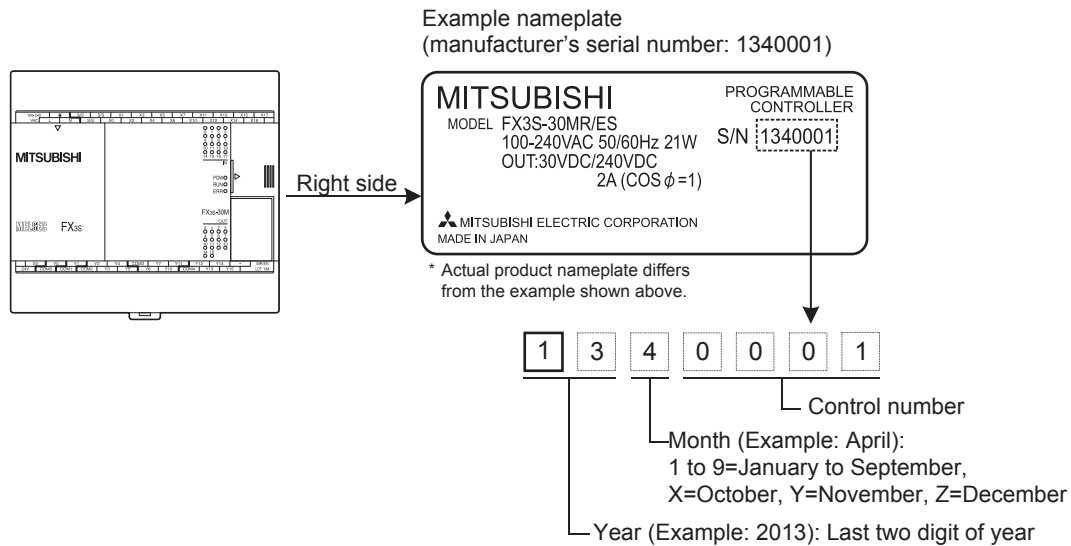 Example nameplate
(manufacturer's serial number: 1340001)
MITSUBISHI
PROGRAMMABLE
CONTROLLER
MODEL FX3S-30MR/ES
100-240VAC 50/60Hz 21W
OUT:30VDC/240VDC
2A (COSϕ=1)
S/N 1340001
MITSUBISHI ELECTRIC CORPORATION
MADE IN JAPAN
* Actual product nameplate differs
from the example shown above.
Right side
MITSUBISHI
IN
POW
RUN
ERR
FX3S-30M
OUT
MELSEC FX3S
1 3 4 0 0 0 1
Control number
Month (Example: April):
1 to 9=January to September,
X=October, Y=November, Z=December
Year (Example: 2013): Last two digit of year